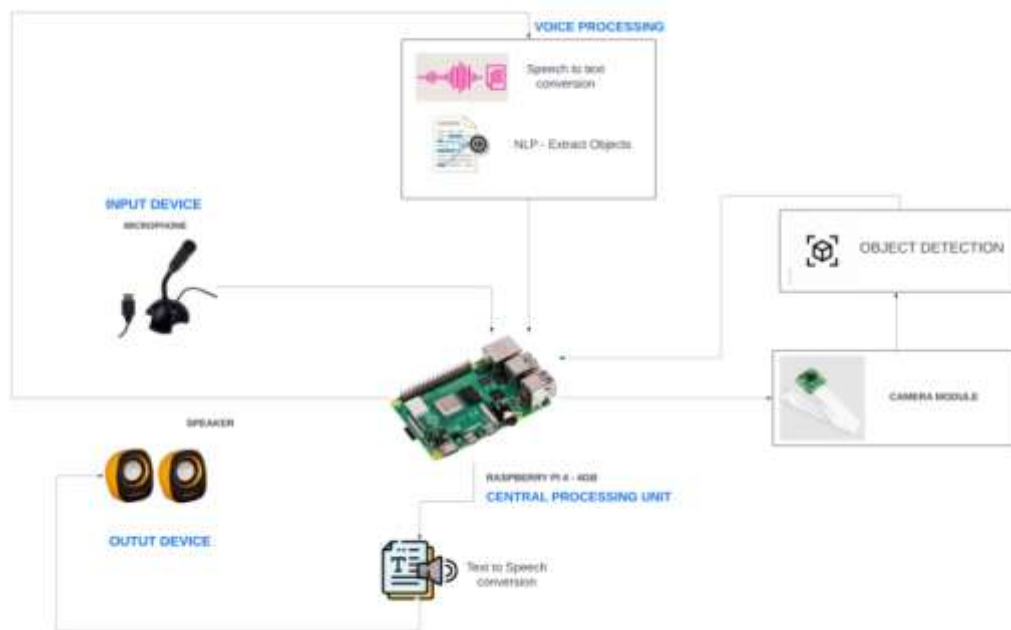 VOICE PROCESSING
Speech to text
conversion
NLP - Extract Objects
INPUT DEVICE
MICROPHONE
OBJECT DETECTION
CAMERA MODULE
SPEAKER
RASPBERRY PI 4 - 4GB
CENTRAL PROCESSING UNIT
OUTUT DEVICE
Text to Speech
conversion